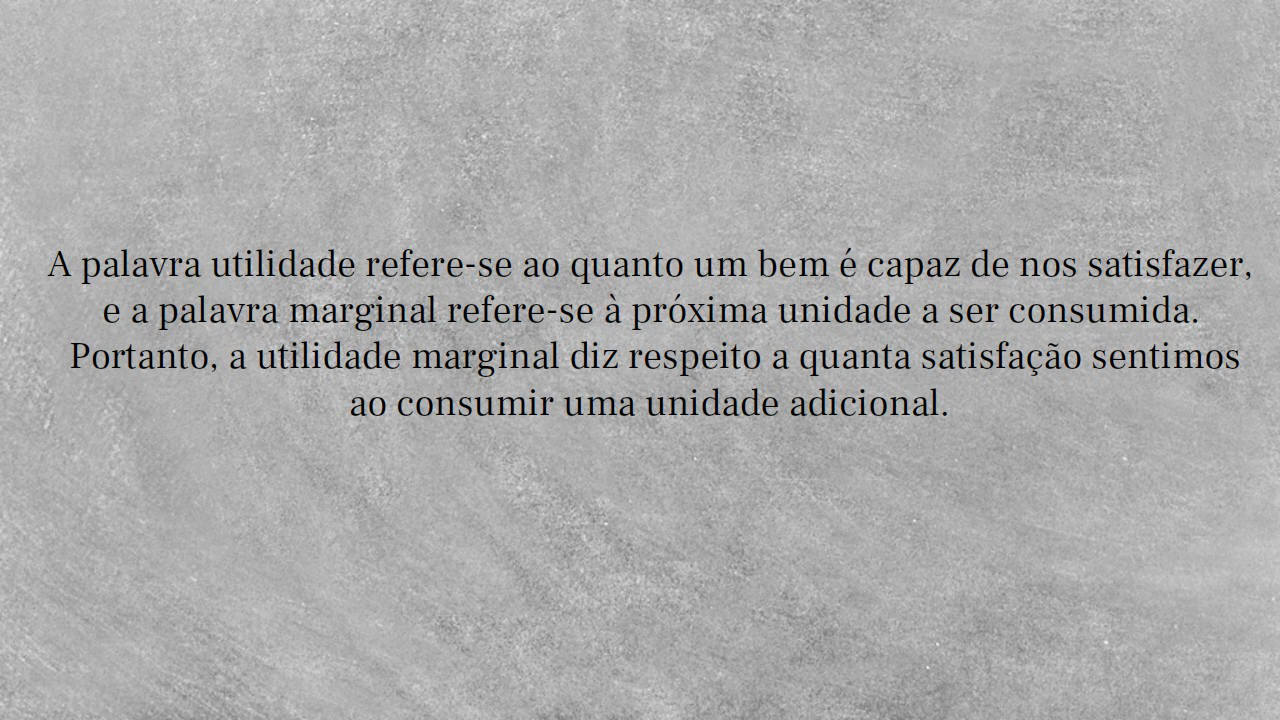 A palavra utilidade refere-se ao quanto um bem é capaz de nos satisfazer,
e a palavra marginal refere-se à próxima unidade a ser consumida.
Portanto, a utilidade marginal diz respeito a quanta satisfação sentimos
ao consumir uma unidade adicional.